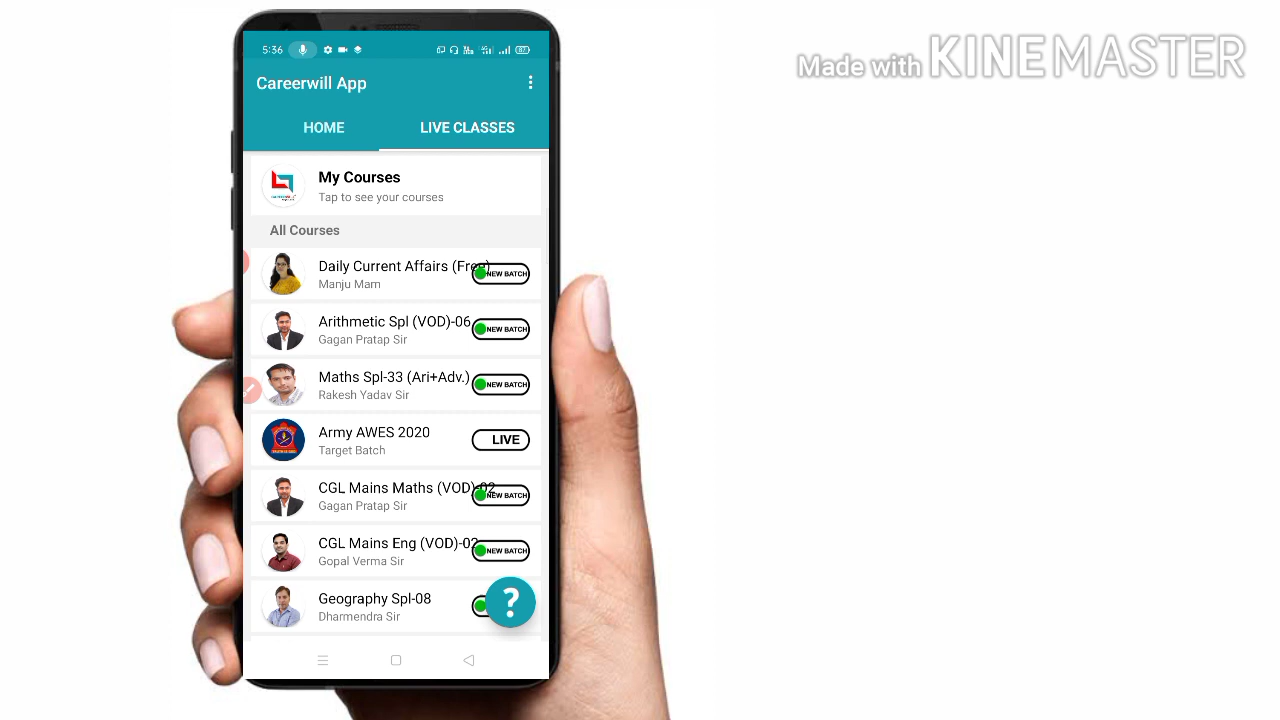 Made with KINEMASTER
5:36
87
Careerwill App
HOME
LIVE CLASSES
My Courses
Tap to see your courses
All Courses
Daily Current Affairs (Free)
NEW BATCH
Manju Mam
Arithmetic Spl (VOD)-06
NEW BATCH
Gagan Pratap Sir
Maths Spl-33 (Ari+Adv.)
NEW BATCH
Rakesh Yadav Sir
Army AWES 2020
LIVE
Target Batch
CGL Mains Maths (VOD)-02
NEW BATCH
Gagan Pratap Sir
CGL Mains Eng (VOD)-02
NEW BATCH
Gopal Verma Sir
Geography Spl-08
?
Dharmendra Sir